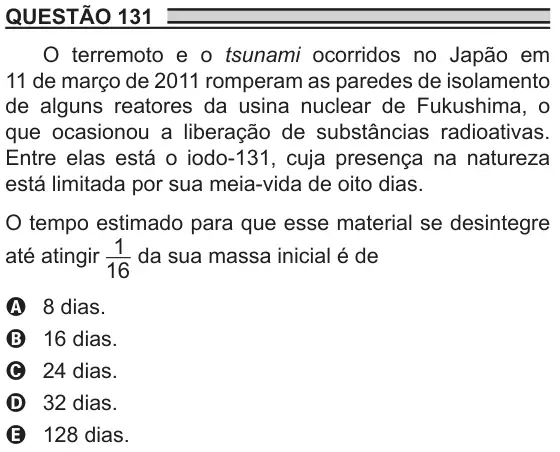 QUESTÃO 131
O terremoto e o tsunami ocorridos no Japão em
11 de março de 2011 romperam as paredes de isolamento
de alguns reatores da usina nuclear de Fukushima, o
que ocasionou a liberação de substâncias radioativas.
Entre elas está o iodo-131, cuja presença na natureza
está limitada por sua meia-vida de oito dias.
O tempo estimado para que esse material se desintegre
até atingir 1/16 da sua massa inicial é de
A 8 dias.
B 16 dias.
C 24 dias.
D 32 dias.
E 128 dias.